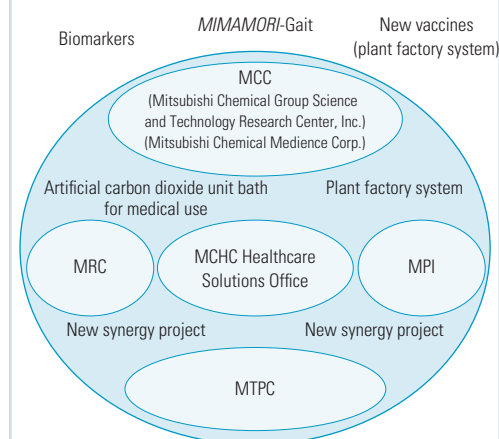 Biomarkers
MIMAMORI-Gait
New vaccines
(plant factory system)
MCC
(Mitsubishi Chemical Group Science
and Technology Research Center, Inc.)
(Mitsubishi Chemical Medience Corp.)
Artificial carbon dioxide unit bath
for medical use
Plant factory system
MRC
MCHC Healthcare
Solutions Office
MPI
New synergy project
New synergy project
MTPC